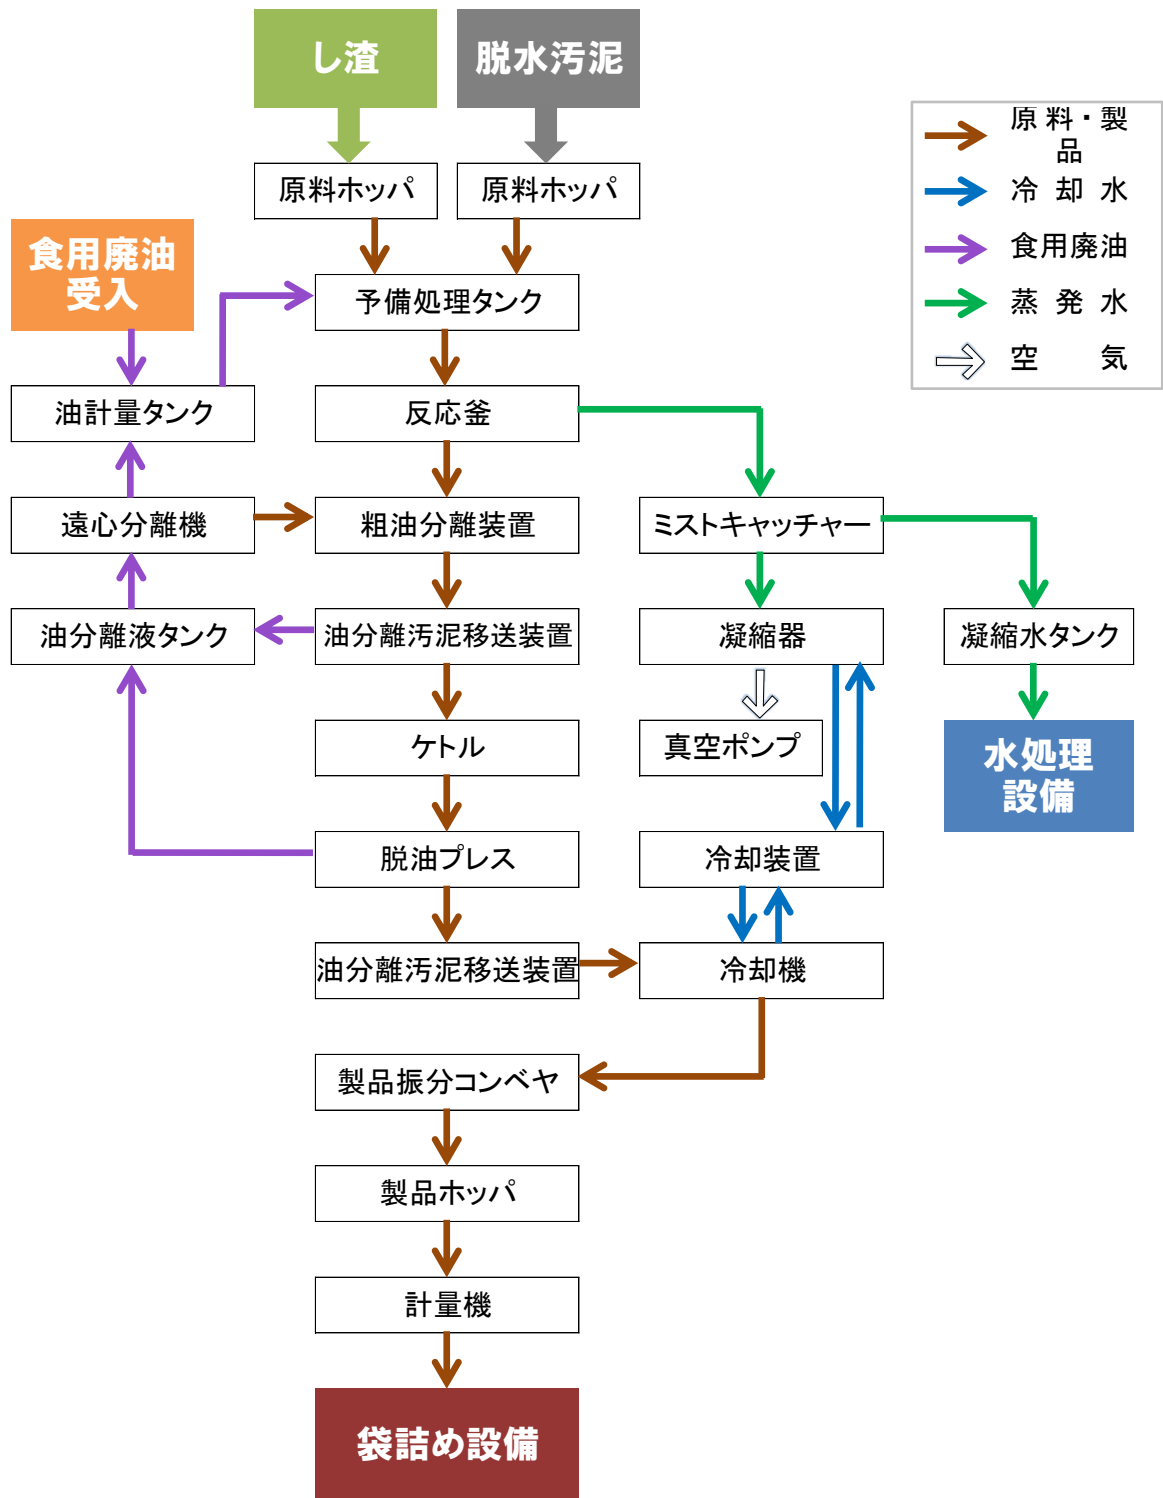 し渣
脱水汚泥
原料・製
品
冷却水
食用廃油
蒸発水
空気
原料ホッパ
原料ホッパ
食用廃油
受入
予備処理タンク
油計量タンク
反応釜
遠心分離機
粗油分離装置
ミストキャッチャー
油分離液タンク
油分離汚泥移送装置
凝縮器
凝縮水タンク
ケトル
真空ポンプ
水処理
設備
脱油プレス
冷却装置
油分離汚泥移送装置
冷却機
製品振分コンベヤ
製品ホッパ
計量機
袋詰め設備